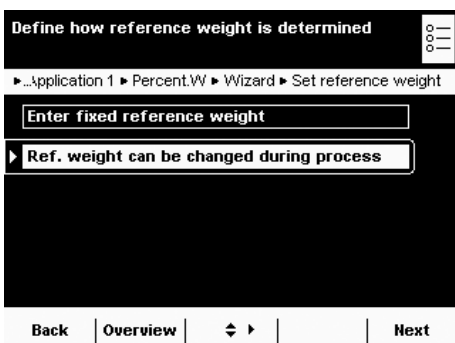 Define how reference weight is determined
...\pplication 1 ▸ Percent.W ▸ Wizard ▸ Set reference weight
Enter fixed reference weight
Ref. weight can be changed during process
Back Overview Next